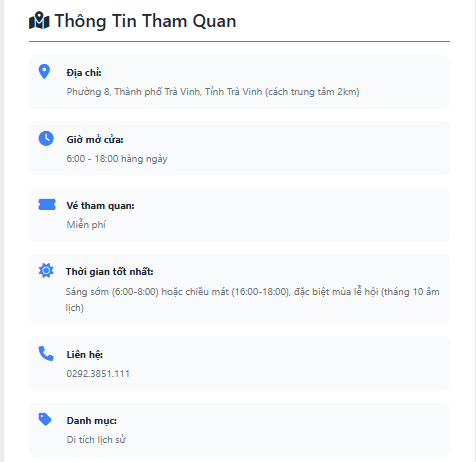 Thông Tin Tham Quan
Địa chỉ:
Phường 8, Thành phố Trà Vinh, Tỉnh Trà Vinh (cách trung tâm 2km)
Giờ mở cửa:
6:00 - 18:00 hàng ngày
Vé tham quan:
Miễn phí
Thời gian tốt nhất:
Sáng sớm (6:00-8:00) hoặc chiều mát (16:00-18:00), đặc biệt mùa lễ hội (tháng 10 âm
lịch)
Liên hệ:
0292.3851.111
Danh mục:
Di tích lịch sử